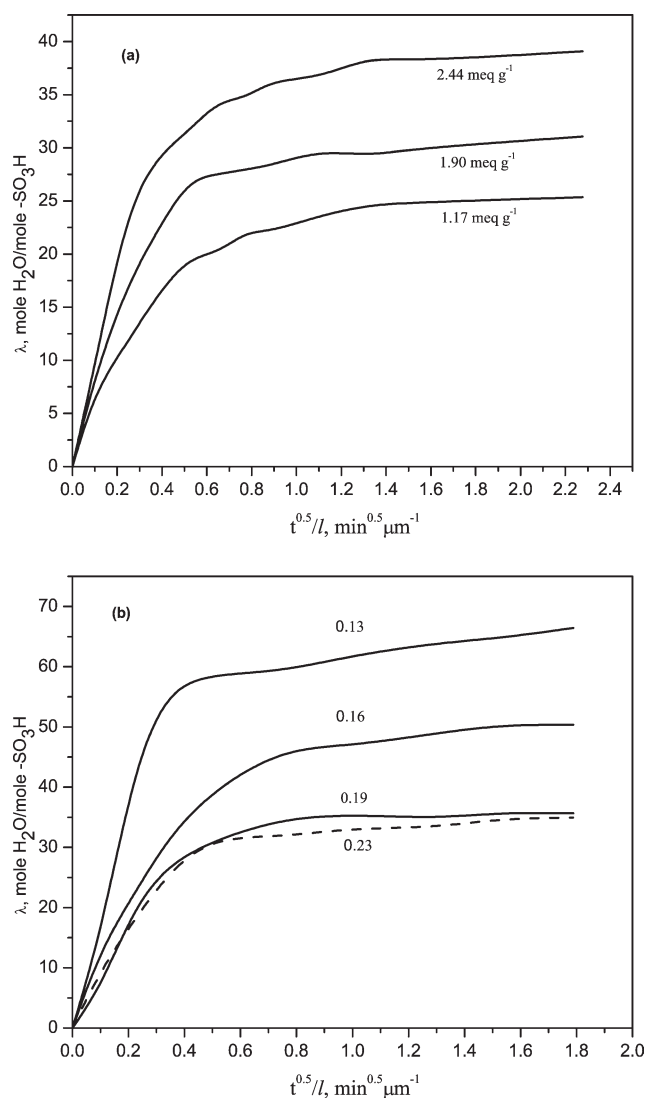 (a)
40
35
30
25
20
15
10
5
0
2.44 meq g⁻¹
1.90 meq g⁻¹
1.17 meq g⁻¹
λ, mole H₂O/mole -SO₃H
0.0 0.2 0.4 0.6 0.8 1.0 1.2 1.4 1.6 1.8 2.0 2.2 2.4
t⁰·⁵/l, min⁰·⁵μm⁻¹
(b)
70
60
50
40
30
20
10
0
0.13
0.16
0.19
0.23
λ, mole H₂O/mole -SO₃H
0.0 0.2 0.4 0.6 0.8 1.0 1.2 1.4 1.6 1.8 2.0
t⁰·⁵/l, min⁰·⁵μm⁻¹